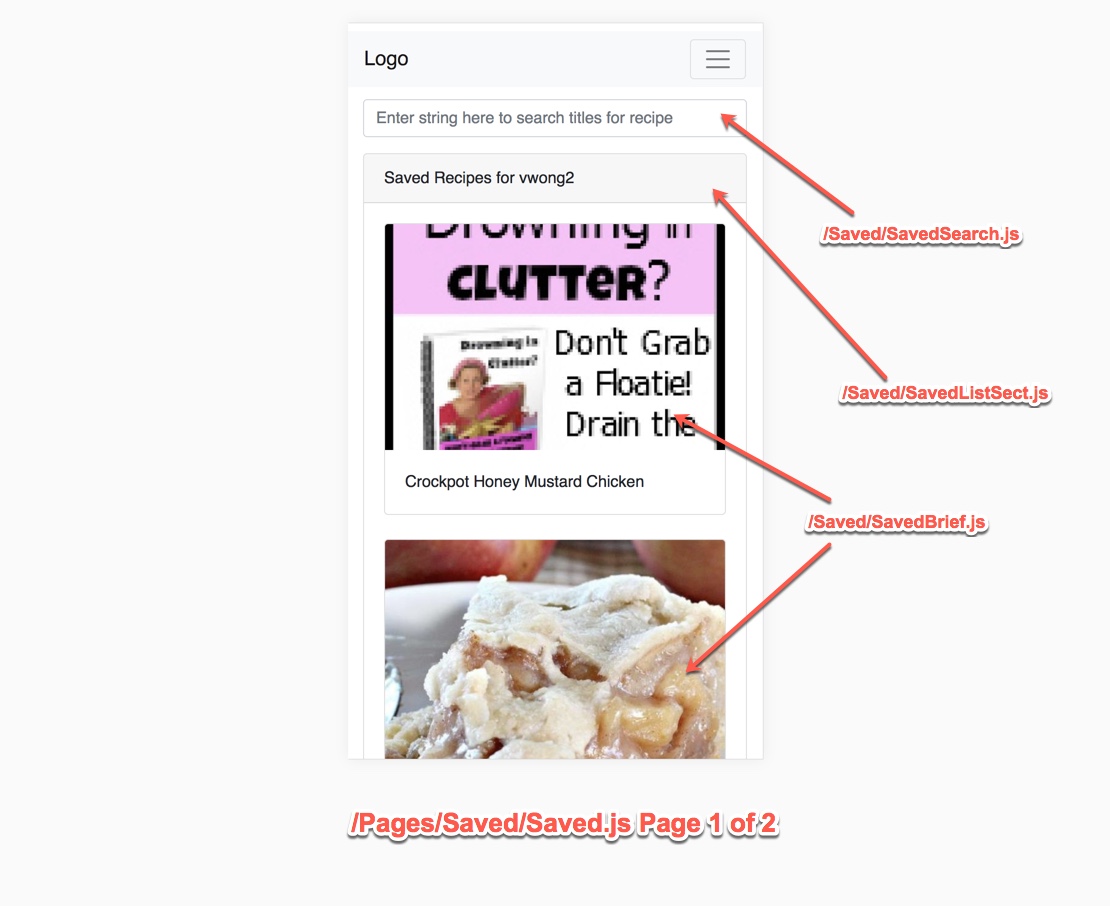 Logo
Enter string here to search titles for recipe
/Saved/SavedSearch.js
Saved Recipes for vwong2
/Saved/SavedListSect.js
Drowning in
CLUTTER?
Drowning in
Clutter?
Don't Grab
a Floatie!
Drain the
/Saved/SavedBrief.js
Crockpot Honey Mustard Chicken
/Pages/Saved/Saved.js Page 1 of 2